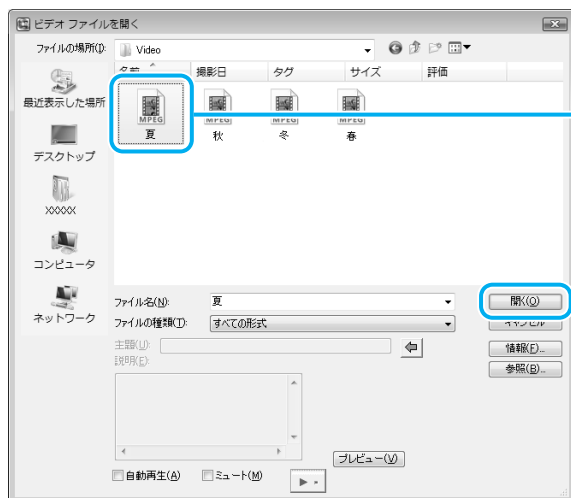 ビデオ ファイルを開く
ファイルの場所(I): Video
名前 撮影日 タグ サイズ 評価
最近表示した場所
デスクトップ
XXXXX
コンピュータ
ネットワーク
MPEG MPEG MPEG MPEG
夏 秋 冬 春
ファイル名(N): 夏 開く(O)
ファイルの種類(T): すべての形式 キャンセル
主題(U): 情報(F)...
説明(E): 参照(B)...
プレビュー(V)
自動再生(A) ミュート(M)